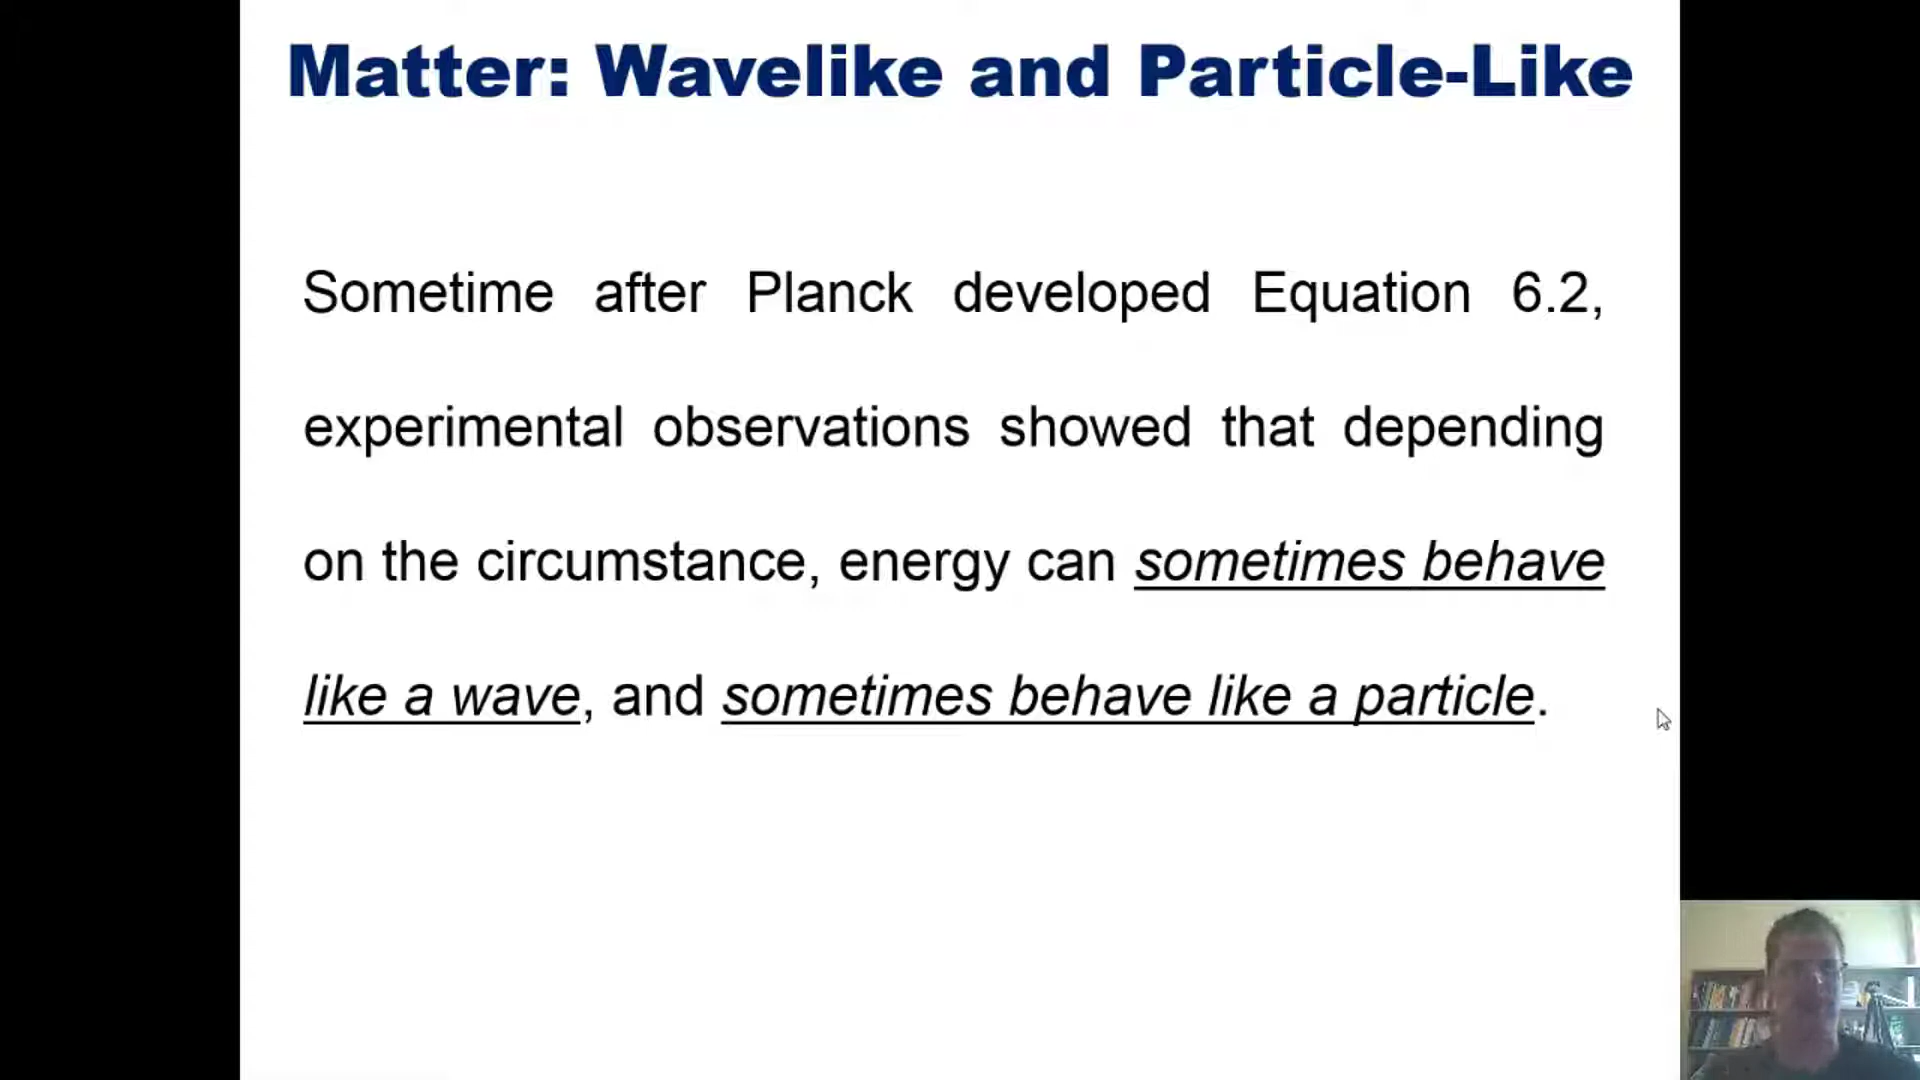 Matter: Wavelike and Particle-Like
Sometime after Planck developed Equation 6.2,
experimental observations showed that depending
on the circumstance, energy can sometimes behave
like a wave, and sometimes behave like a particle.